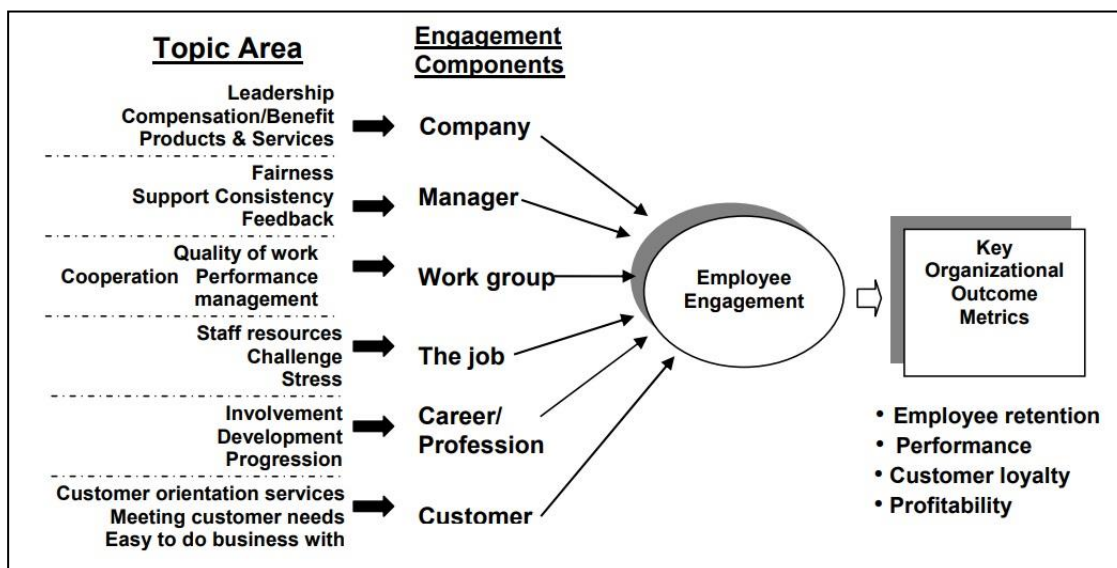 Topic Area
Engagement
Components
Leadership
Compensation/Benefit
Products & Services
Company
Fairness
Support Consistency
Feedback
Manager
Quality of work
Cooperation Performance
management
Work group
Staff resources
Challenge
Stress
The job
Involvement
Development
Progression
Career/
Profession
Customer orientation services
Meeting customer needs
Easy to do business with
Customer
Employee
Engagement
Key
Organizational
Outcome
Metrics
• Employee retention
• Performance
• Customer loyalty
• Profitability